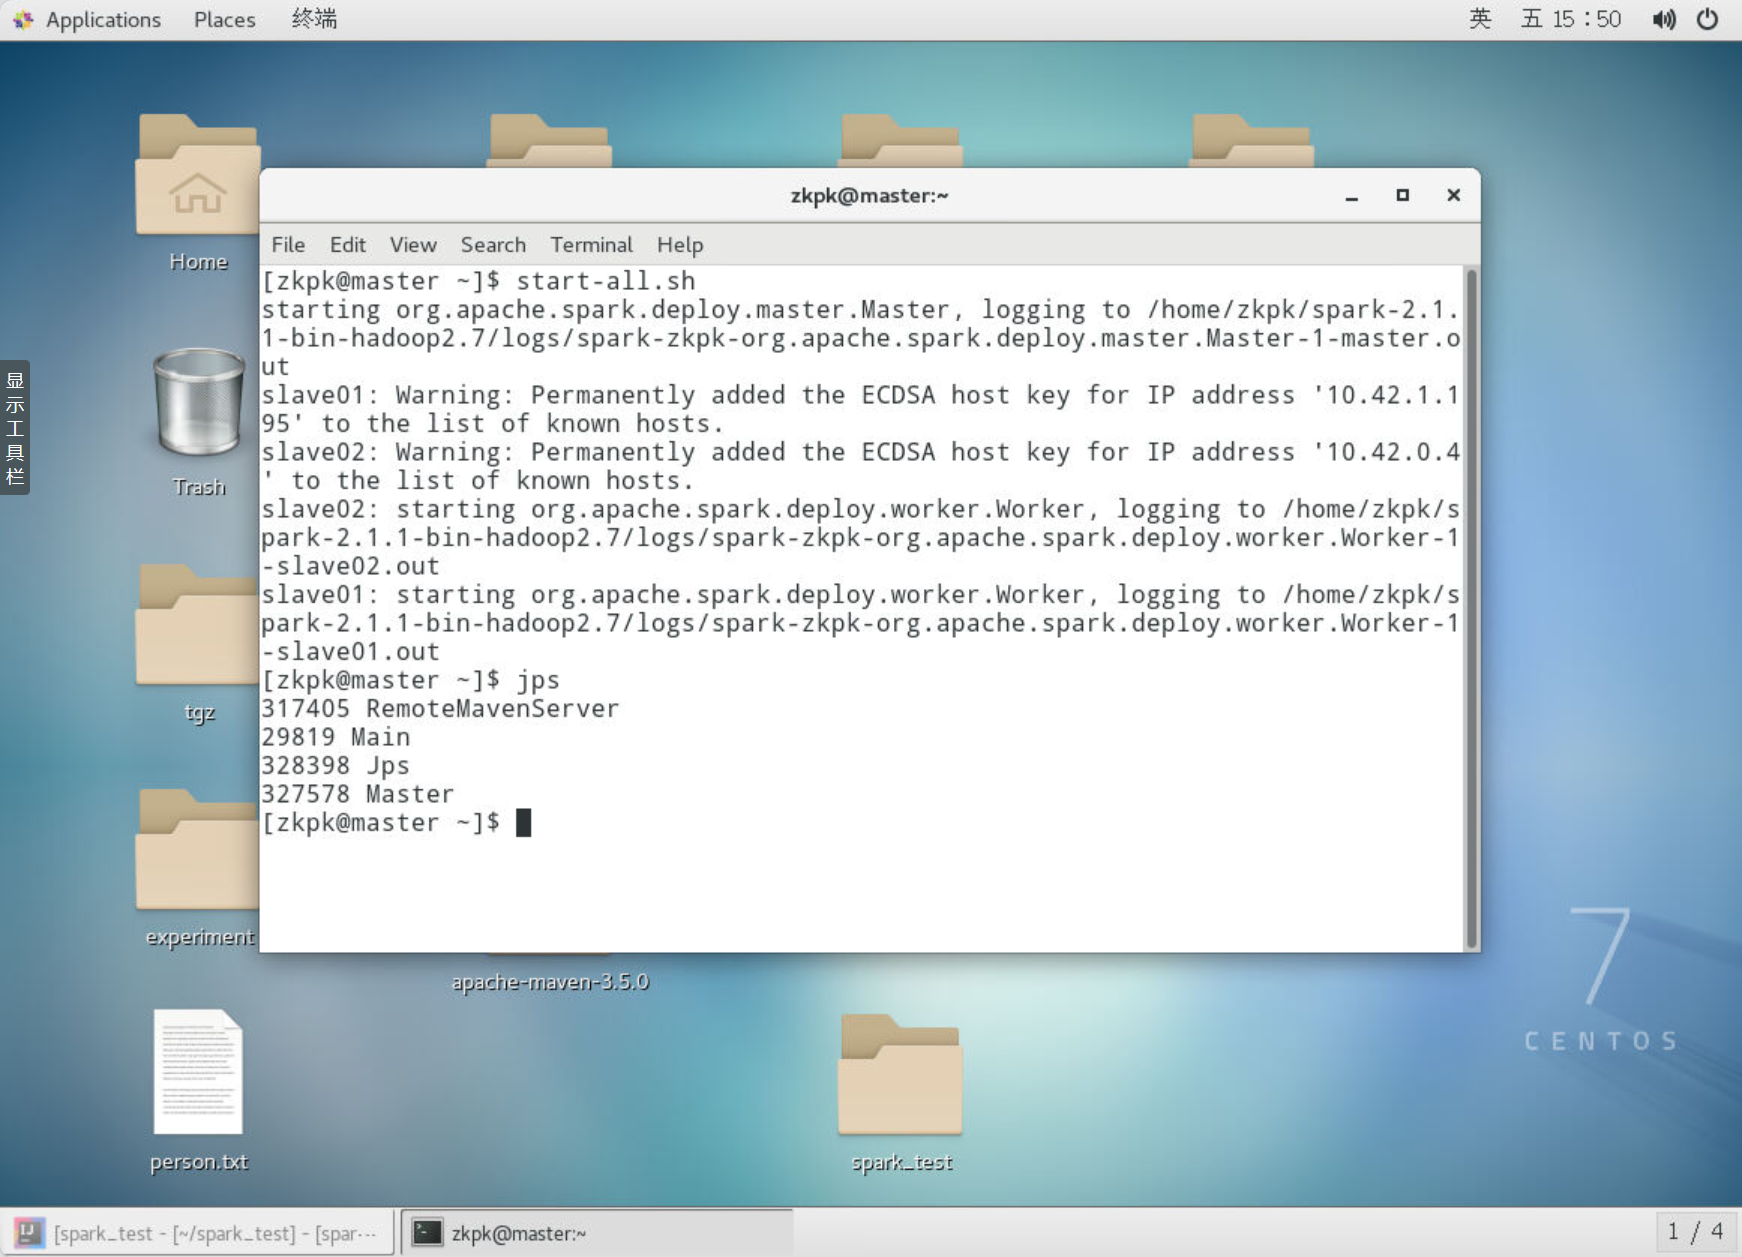 Applications Places 终端 英 五 15：50
Home
Trash
tgz
experiment
person.txt
apache-maven-3.5.0
spark_test
显示工具栏
zkpk@master:~
File Edit View Search Terminal Help
[zkpk@master ~]$ start-all.sh
starting org.apache.spark.deploy.master.Master, logging to /home/zkpk/spark-2.1.
1-bin-hadoop2.7/logs/spark-zkpk-org.apache.spark.deploy.master.Master-1-master.o
ut
slave01: Warning: Permanently added the ECDSA host key for IP address '10.42.1.1
95' to the list of known hosts.
slave02: Warning: Permanently added the ECDSA host key for IP address '10.42.0.4
' to the list of known hosts.
slave02: starting org.apache.spark.deploy.worker.Worker, logging to /home/zkpk/s
park-2.1.1-bin-hadoop2.7/logs/spark-zkpk-org.apache.spark.deploy.worker.Worker-1
-slave02.out
slave01: starting org.apache.spark.deploy.worker.Worker, logging to /home/zkpk/s
park-2.1.1-bin-hadoop2.7/logs/spark-zkpk-org.apache.spark.deploy.worker.Worker-1
-slave01.out
[zkpk@master ~]$ jps
317405 RemoteMavenServer
29819 Main
328398 Jps
327578 Master
[zkpk@master ~]$
7
CENTOS
[spark_test - [~/spark_test] - [spar··· zkpk@master:~ 1 / 4